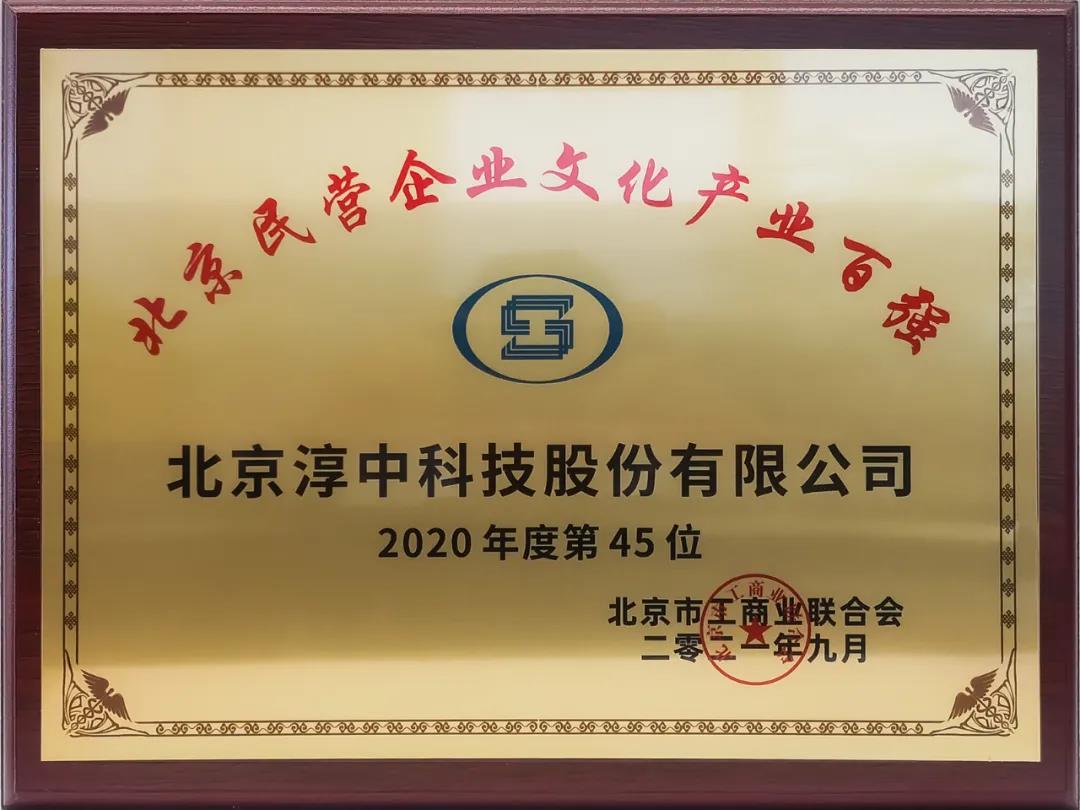 北京民营企业文化产业百强
北京淳中科技股份有限公司
2020年度第45位
北京市工商业联合会
二零二一年九月